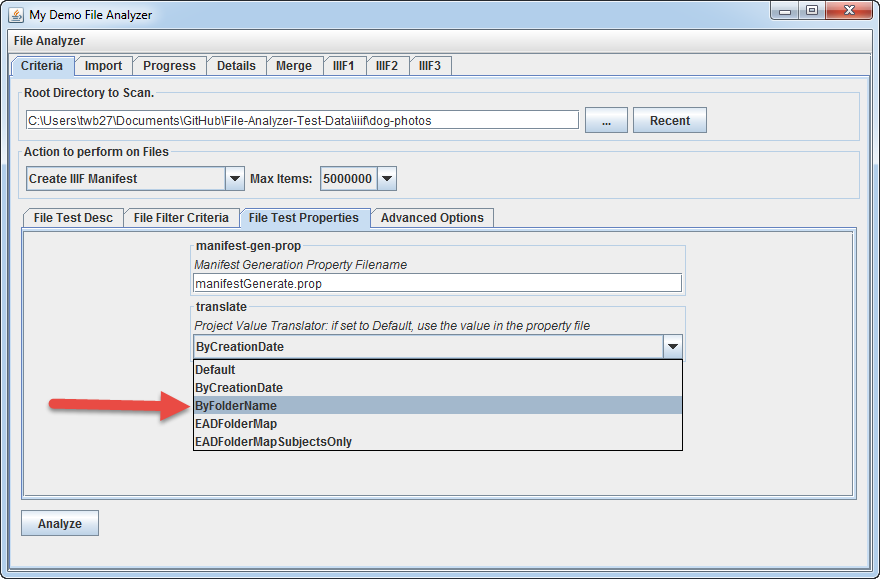 My Demo File Analyzer
File Analyzer
Criteria Import Progress Details Merge IIIF1 IIIF2 IIIF3
Root Directory to Scan.
C:\Users\twb27\Documents\GitHub\File-Analyzer-Test-Data\iiif\dog-photos ... Recent
Action to perform on Files
Create IIIF Manifest Max Items: 5000000
File Test Desc File Filter Criteria File Test Properties Advanced Options
manifest-gen-prop
Manifest Generation Property Filename
manifestGenerate.prop
translate
Project Value Translator: if set to Default, use the value in the property file
ByCreationDate
Default
ByCreationDate
ByFolderName
EADFolderMap
EADFolderMapSubjectsOnly
Analyze